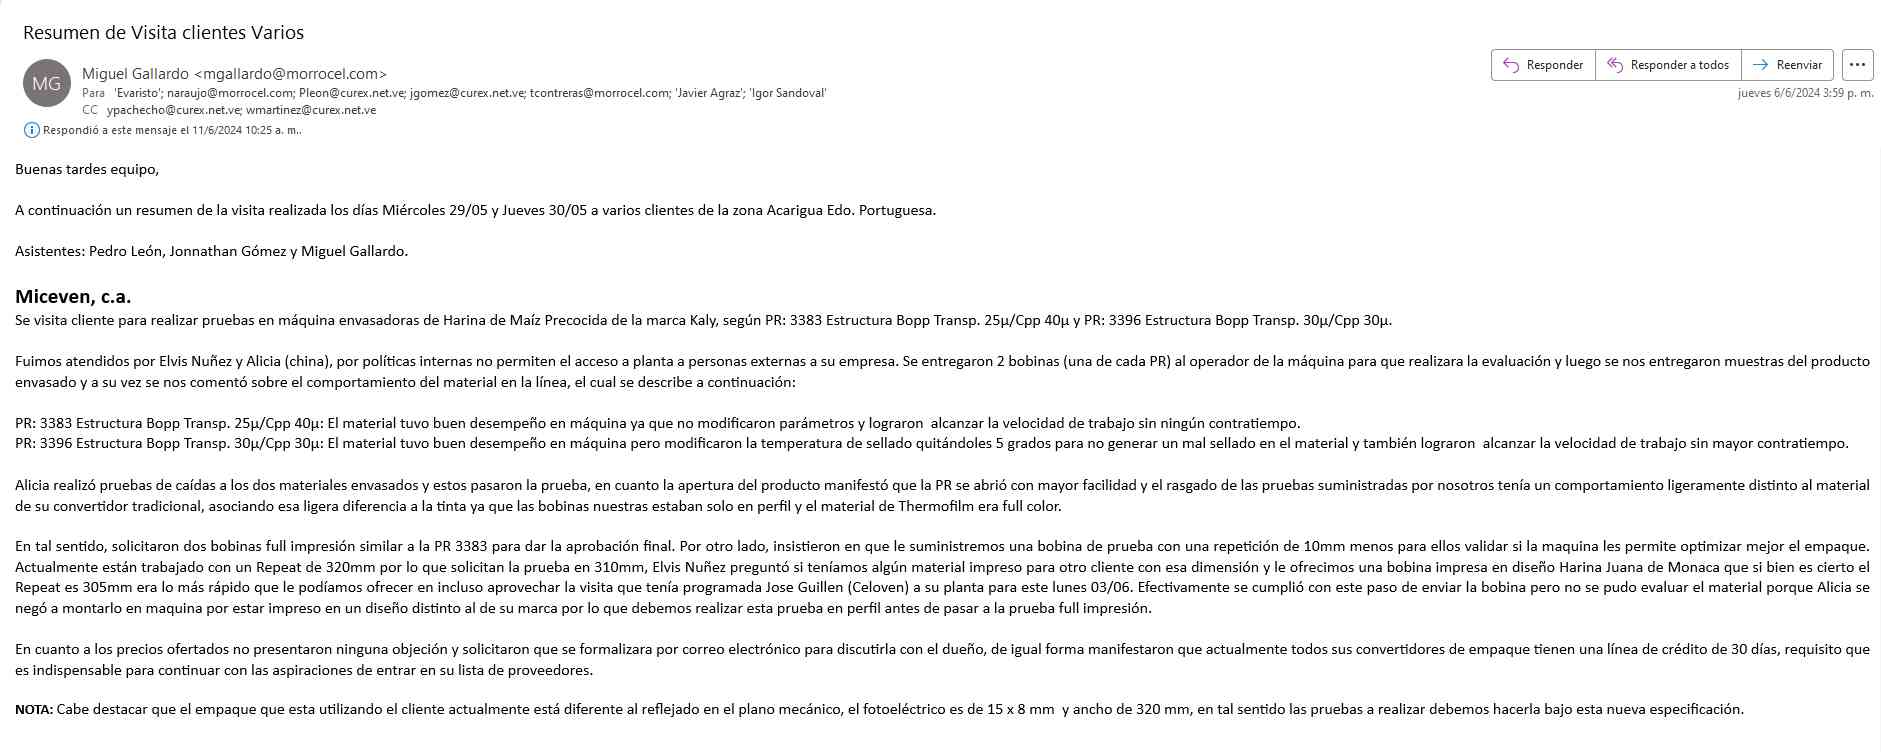 Resumen de Visita clientes Varios
MG
Miguel Gallardo <mgallardo@morrocel.com>
Para 'Evaristo'; naraujo@morrocel.com; Pleon@curex.net.ve; jgomez@curex.net.ve; tcontreras@morrocel.com; 'Javier Agraz'; 'Igor Sandoval'
CC ypachecho@curex.net.ve; wmartinez@curex.net.ve
Respondió a este mensaje el 11/6/2024 10:25 a. m..
Responder
Responder a todos
Reenviar
jueves 6/6/2024 3:59 p. m.
Buenas tardes equipo,
A continuación un resumen de la visita realizada los días Miércoles 29/05 y Jueves 30/05 a varios clientes de la zona Acarigua Edo. Portuguesa.
Asistentes: Pedro León, Jonnathan Gómez y Miguel Gallardo.
Miceven, c.a.
Se visita cliente para realizar pruebas en máquina envasadoras de Harina de Maíz Precocida de la marca Kaly, según PR: 3383 Estructura Bopp Transp. 25µ/Cpp 40µ y PR: 3396 Estructura Bopp Transp. 30µ/Cpp 30µ.
Fuimos atendidos por Elvis Nuñez y Alicia (china), por políticas internas no permiten el acceso a planta a personas externas a su empresa. Se entregaron 2 bobinas (una de cada PR) al operador de la máquina para que realizara la evaluación y luego se nos entregaron muestras del producto
envasado y a su vez se nos comentó sobre el comportamiento del material en la línea, el cual se describe a continuación:
PR: 3383 Estructura Bopp Transp. 25µ/Cpp 40µ: El material tuvo buen desempeño en máquina ya que no modificaron parámetros y lograron  alcanzar la velocidad de trabajo sin ningún contratiempo.
PR: 3396 Estructura Bopp Transp. 30µ/Cpp 30µ: El material tuvo buen desempeño en máquina pero modificaron la temperatura de sellado quitándoles 5 grados para no generar un mal sellado en el material y también lograron  alcanzar la velocidad de trabajo sin mayor contratiempo.
Alicia realizó pruebas de caídas a los dos materiales envasados y estos pasaron la prueba, en cuanto la apertura del producto manifestó que la PR se abrió con mayor facilidad y el rasgado de las pruebas suministradas por nosotros tenía un comportamiento ligeramente distinto al material
de su convertidor tradicional, asociando esa ligera diferencia a la tinta ya que las bobinas nuestras estaban solo en perfil y el material de Thermofilm era full color.
En tal sentido, solicitaron dos bobinas full impresión similar a la PR 3383 para dar la aprobación final. Por otro lado, insistieron en que le suministremos una bobina de prueba con una repetición de 10mm menos para ellos validar si la maquina les permite optimizar mejor el empaque.
Actualmente están trabajado con un Repeat de 320mm por lo que solicitan la prueba en 310mm, Elvis Nuñez preguntó si teníamos algún material impreso para otro cliente con esa dimensión y le ofrecimos una bobina impresa en diseño Harina Juana de Monaca que si bien es cierto el
Repeat es 305mm era lo más rápido que le podíamos ofrecer en incluso aprovechar la visita que tenía programada Jose Guillen (Celoven) a su planta para este lunes 03/06. Efectivamente se cumplió con este paso de enviar la bobina pero no se pudo evaluar el material porque Alicia se
negó a montarlo en maquina por estar impreso en un diseño distinto al de su marca por lo que debemos realizar esta prueba en perfil antes de pasar a la prueba full impresión.
En cuanto a los precios ofertados no presentaron ninguna objeción y solicitaron que se formalizara por correo electrónico para discutirla con el dueño, de igual forma manifestaron que actualmente todos sus convertidores de empaque tienen una línea de crédito de 30 días, requisito que
es indispensable para continuar con las aspiraciones de entrar en su lista de proveedores.
NOTA: Cabe destacar que el empaque que esta utilizando el cliente actualmente está diferente al reflejado en el plano mecánico, el fotoeléctrico es de 15 x 8 mm  y ancho de 320 mm, en tal sentido las pruebas a realizar debemos hacerla bajo esta nueva especificación.